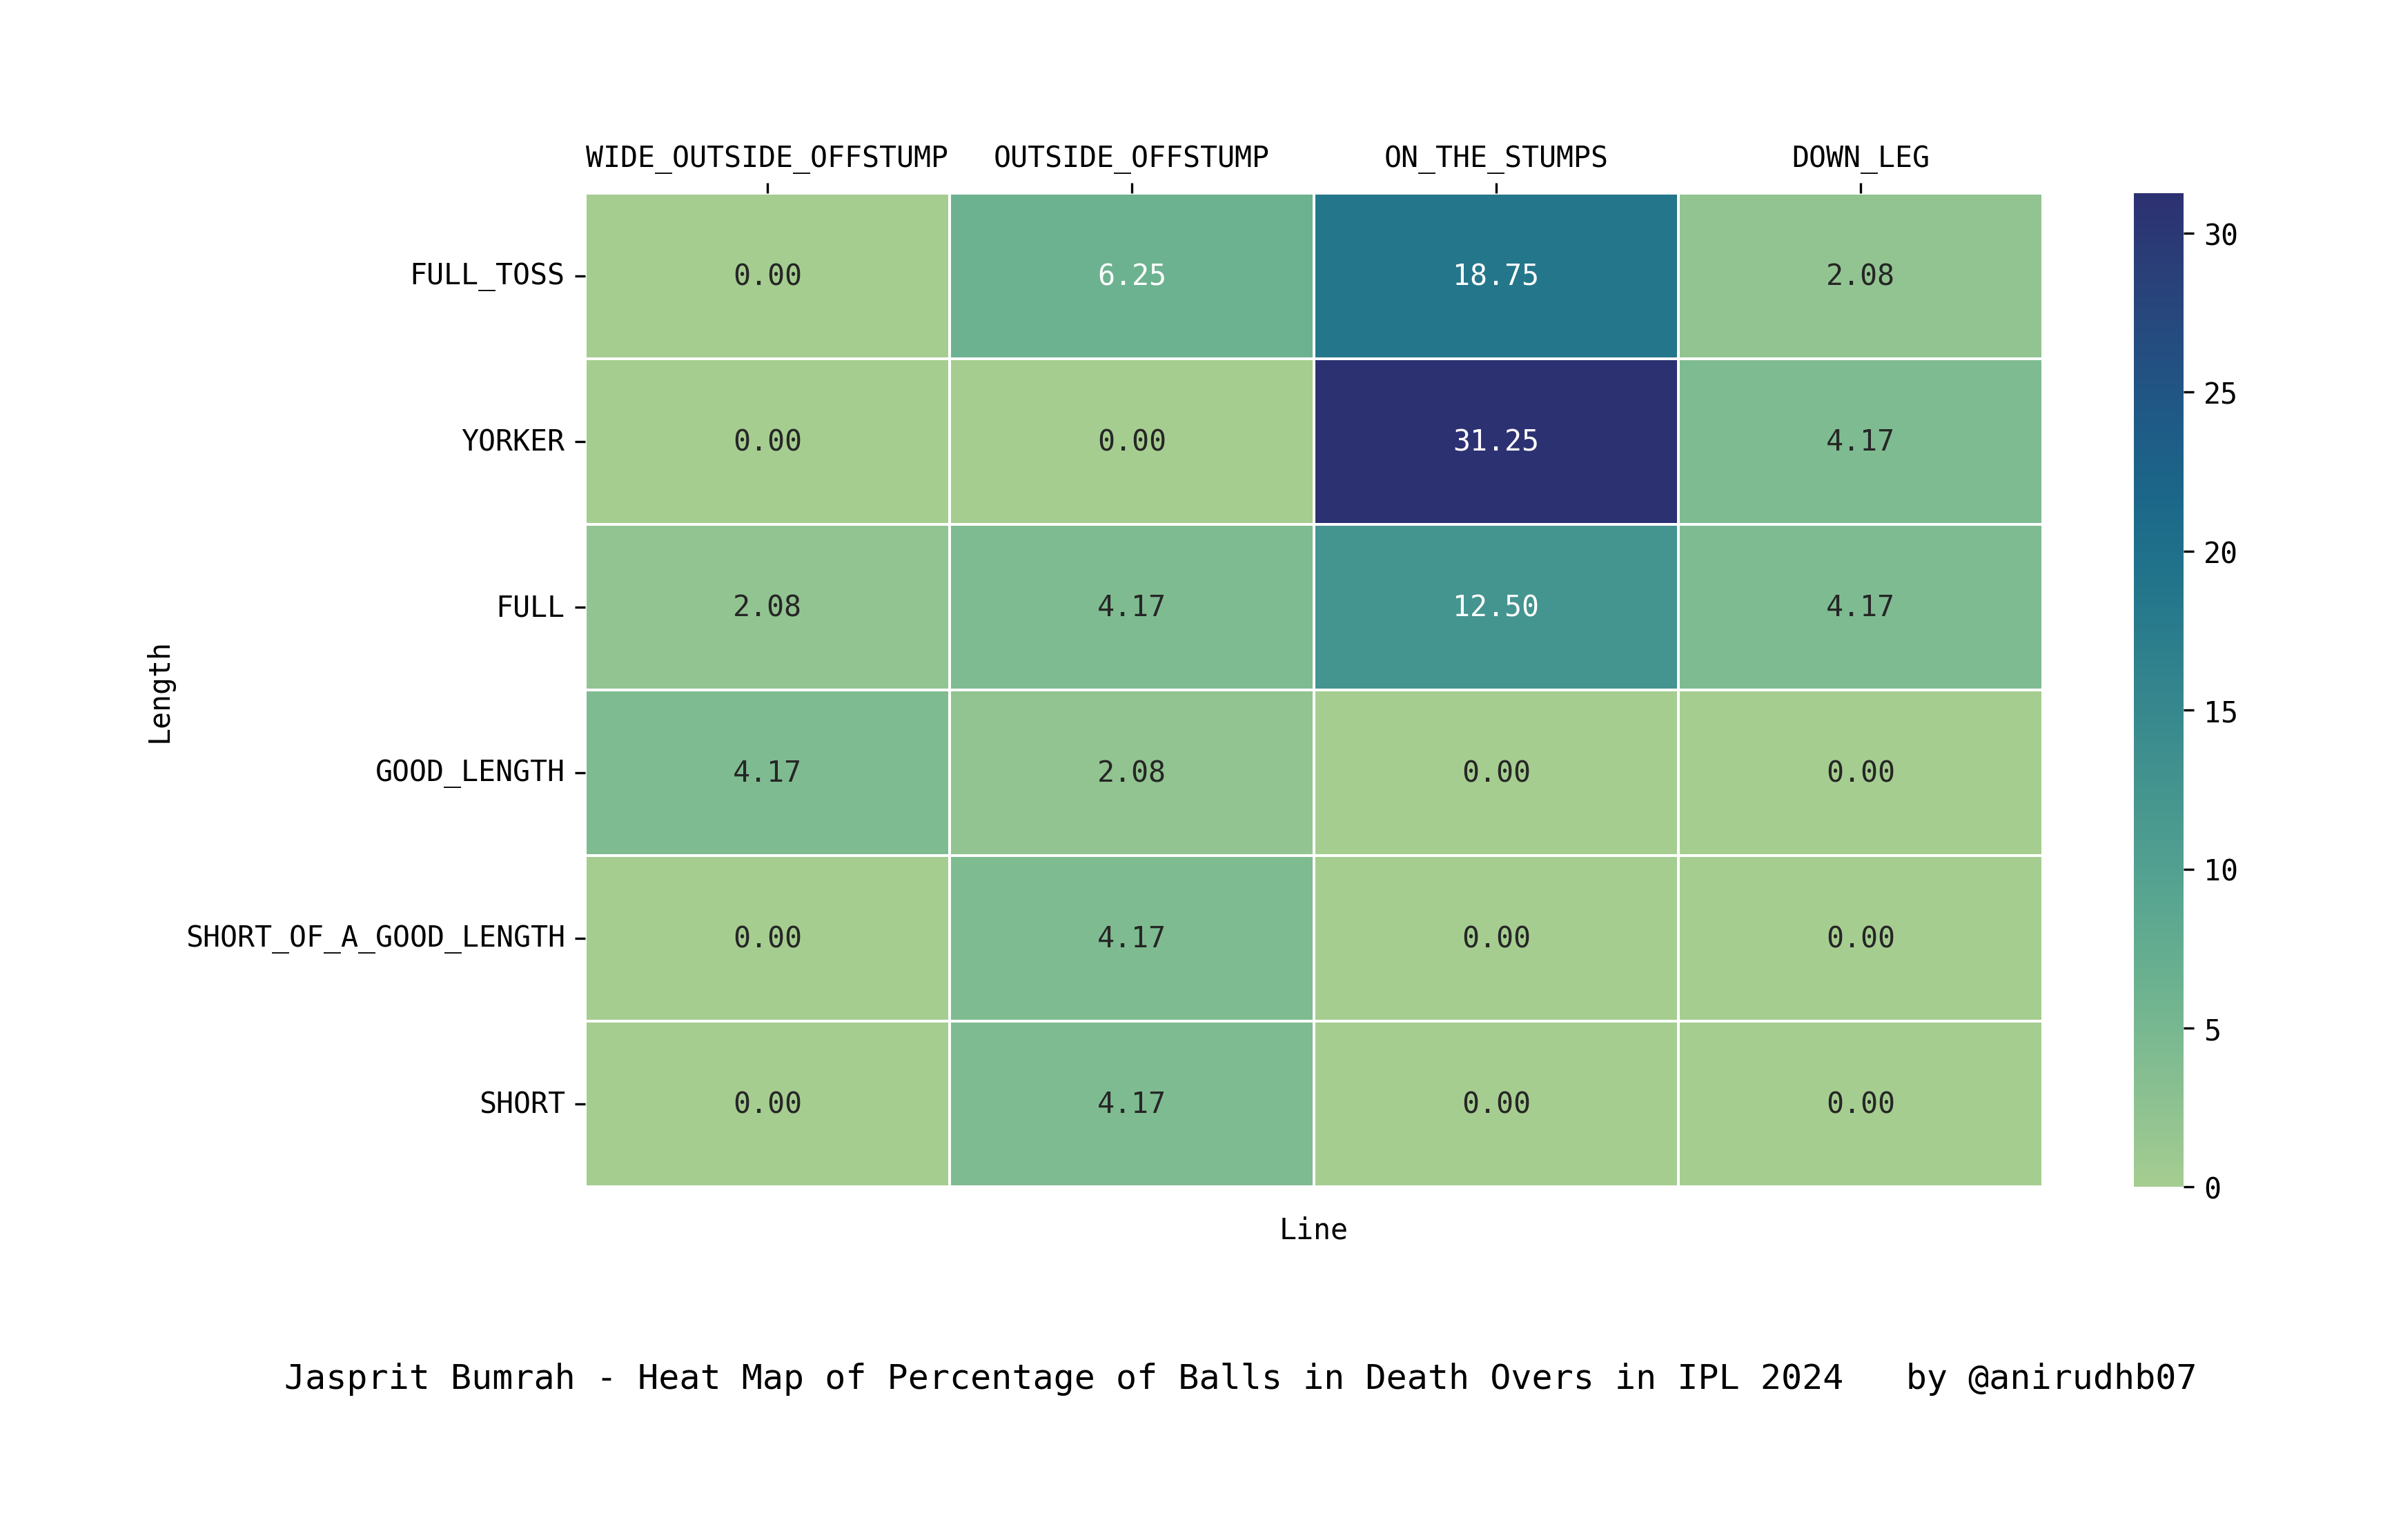 WIDE_OUTSIDE_OFFSTUMP OUTSIDE_OFFSTUMP ON_THE_STUMPS DOWN_LEG
30
FULL_TOSS 0.00 6.25 18.75 2.08
25
YORKER 0.00 0.00 31.25 4.17
20
FULL 2.08 4.17 12.50 4.17
Length
15
GOOD_LENGTH 4.17 2.08 0.00 0.00
10
SHORT_OF_A_GOOD_LENGTH 0.00 4.17 0.00 0.00
5
SHORT 0.00 4.17 0.00 0.00
0
Line
Jasprit Bumrah - Heat Map of Percentage of Balls in Death Overs in IPL 2024 by @anirudhb07